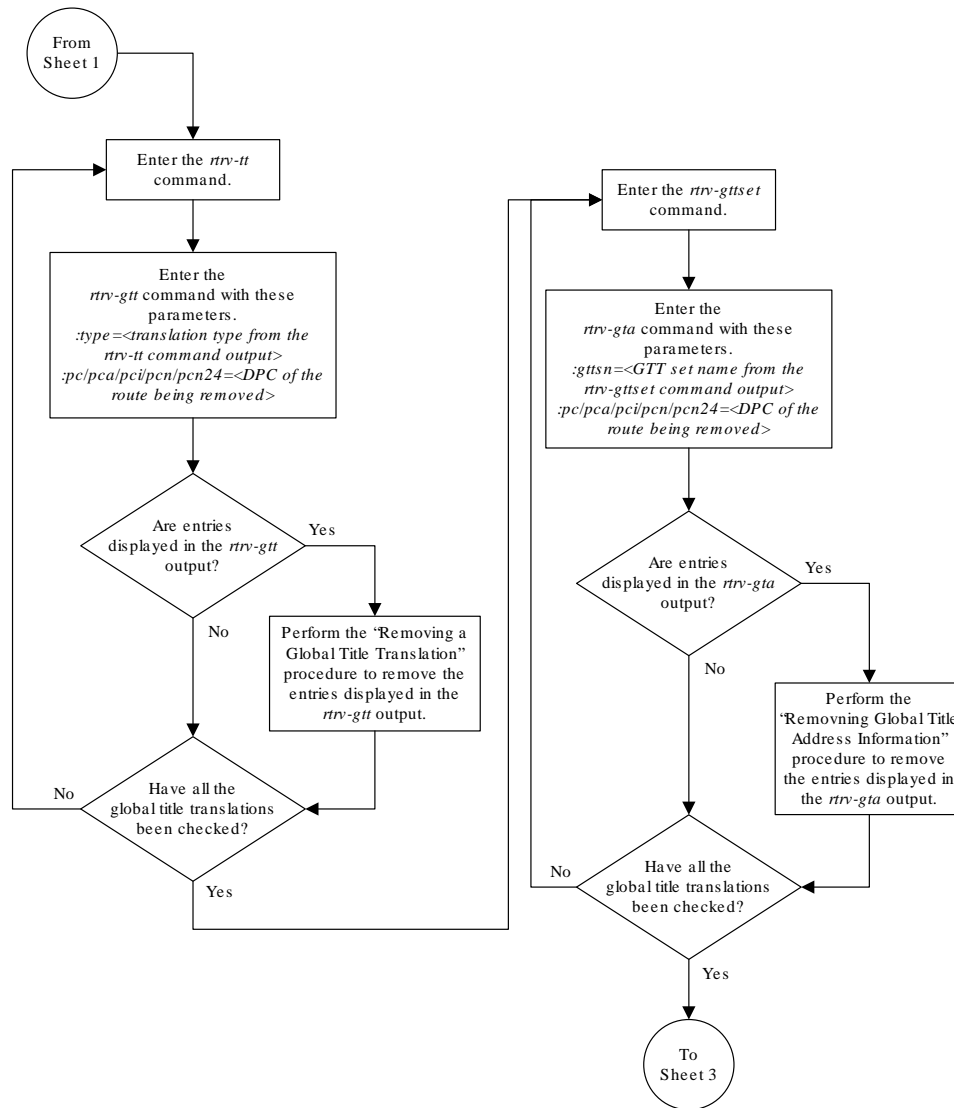 From
Sheet 1
Enter the rtrv-tt
command.
Enter the
rtrv-gtt command with these
parameters.
:type=<translation type from the
rtrv-tt command output>
:pc/pca/pci/pcn/pcn24=<DPC of the
route being removed>
Are entries
displayed in the rtrv-gtt
output?
Yes
No
Perform the “Removing a
Global Title Translation”
procedure to remove the
entries displayed in the
rtrv-gtt output.
Have all the
global title translations
been checked?
No
Yes
Enter the rtrv-gttset
command.
Enter the
rtrv-gta command with these
parameters.
:gttsn=<GTT set name from the
rtrv-gttset command output>
:pc/pca/pci/pcn/pcn24=<DPC of the
route being removed>
Are entries
displayed in the rtrv-gta
output?
Yes
No
Perform the
“Removning Global Title
Address Information”
procedure to remove
the entries displayed in
the rtrv-gta output.
Have all the
global title translations
been checked?
No
Yes
To
Sheet 3